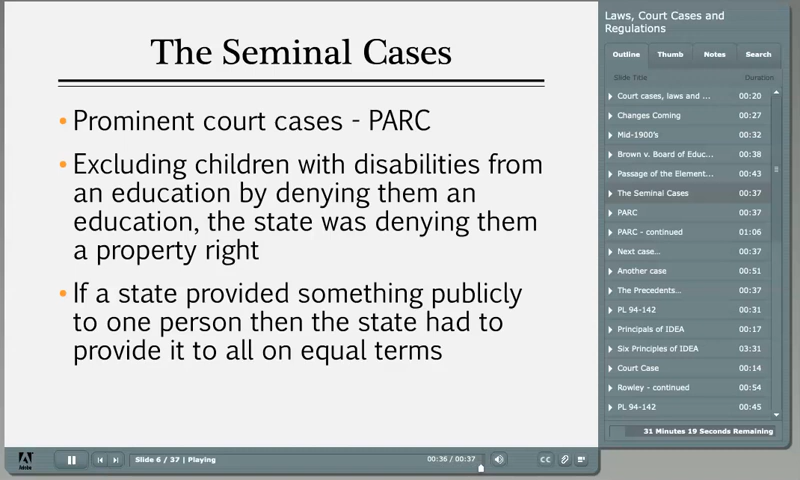 The Seminal Cases
• Prominent court cases - PARC
• Excluding children with disabilities from
an education by denying them an
education, the state was denying them
a property right
• If a state provided something publicly
to one person then the state had to
provide it to all on equal terms
Adobe
Slide 6 / 37 | Playing
00:36 / 00:37
CC
Laws, Court Cases and
Regulations
Outline Thumb Notes Search
Slide Title Duration
Court cases, laws and ... 00:20
Changes Coming 00:27
Mid-1900's 00:32
Brown v. Board of Educ... 00:38
Passage of the Element... 00:43
The Seminal Cases 00:37
PARC 00:37
PARC - continued 01:06
Next case... 00:37
Another case 00:51
The Precedents... 00:37
PL 94-142 00:31
Principals of IDEA 00:17
Six Principles of IDEA 03:31
Court Case 00:14
Rowley - continued 00:54
PL 94-142 00:45
31 Minutes 19 Seconds Remaining